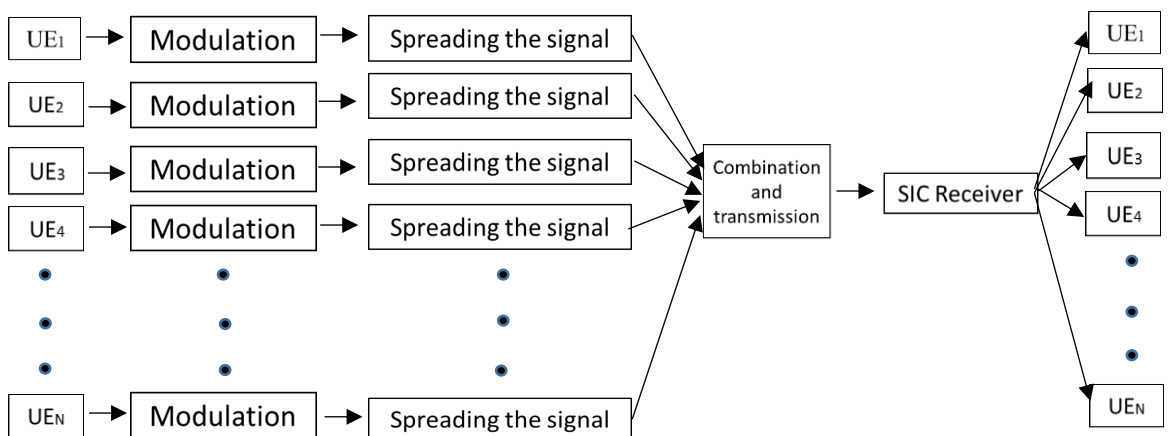 UE1 Modulation Spreading the signal UE1
UE2 Modulation Spreading the signal UE2
UE3 Modulation Spreading the signal UE3
Combination
and
transmission
SIC Receiver
UE4 Modulation Spreading the signal UE4
UEN Modulation Spreading the signal UEN